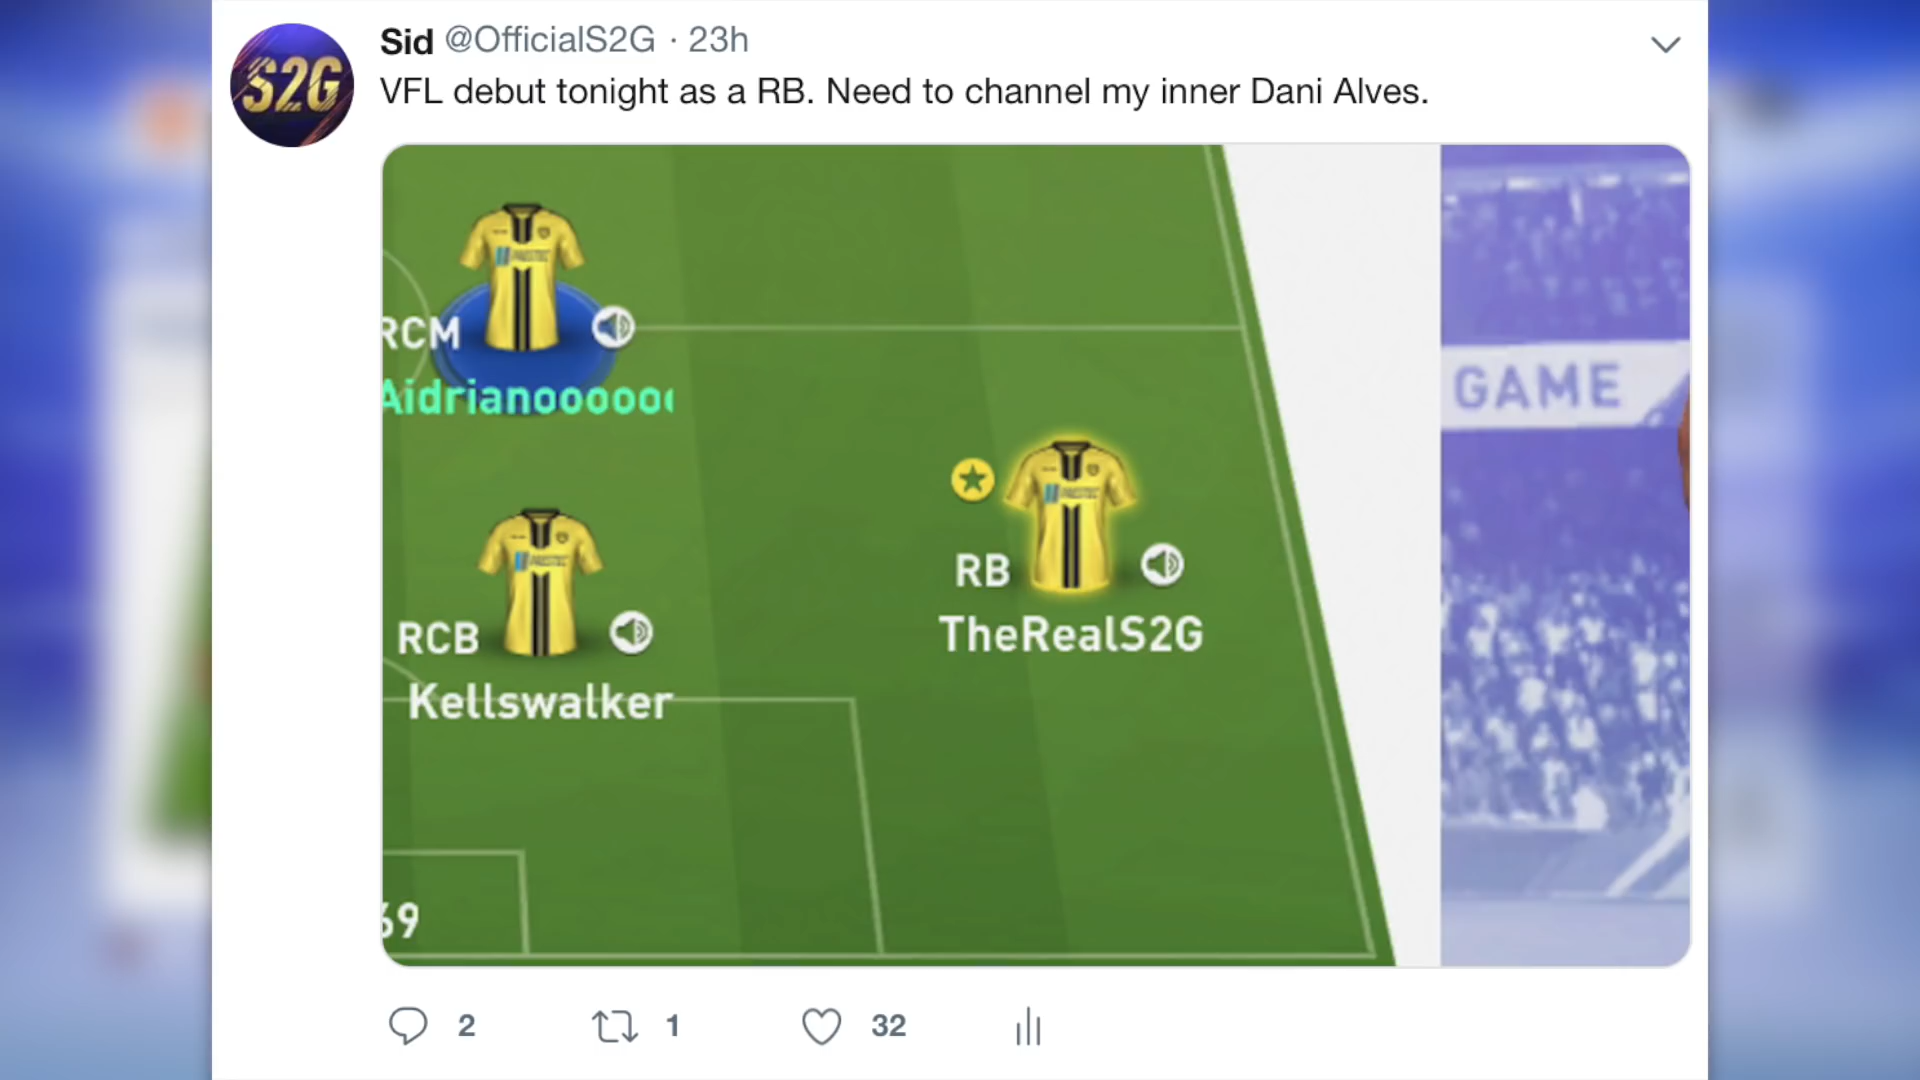 Sid @OfficialS2G · 23h
S2G
VFL debut tonight as a RB. Need to channel my inner Dani Alves.
RCM
Aidrianoooooo
GAME
RB
TheRealS2G
RCB
Kellswalker
69
2 1 32